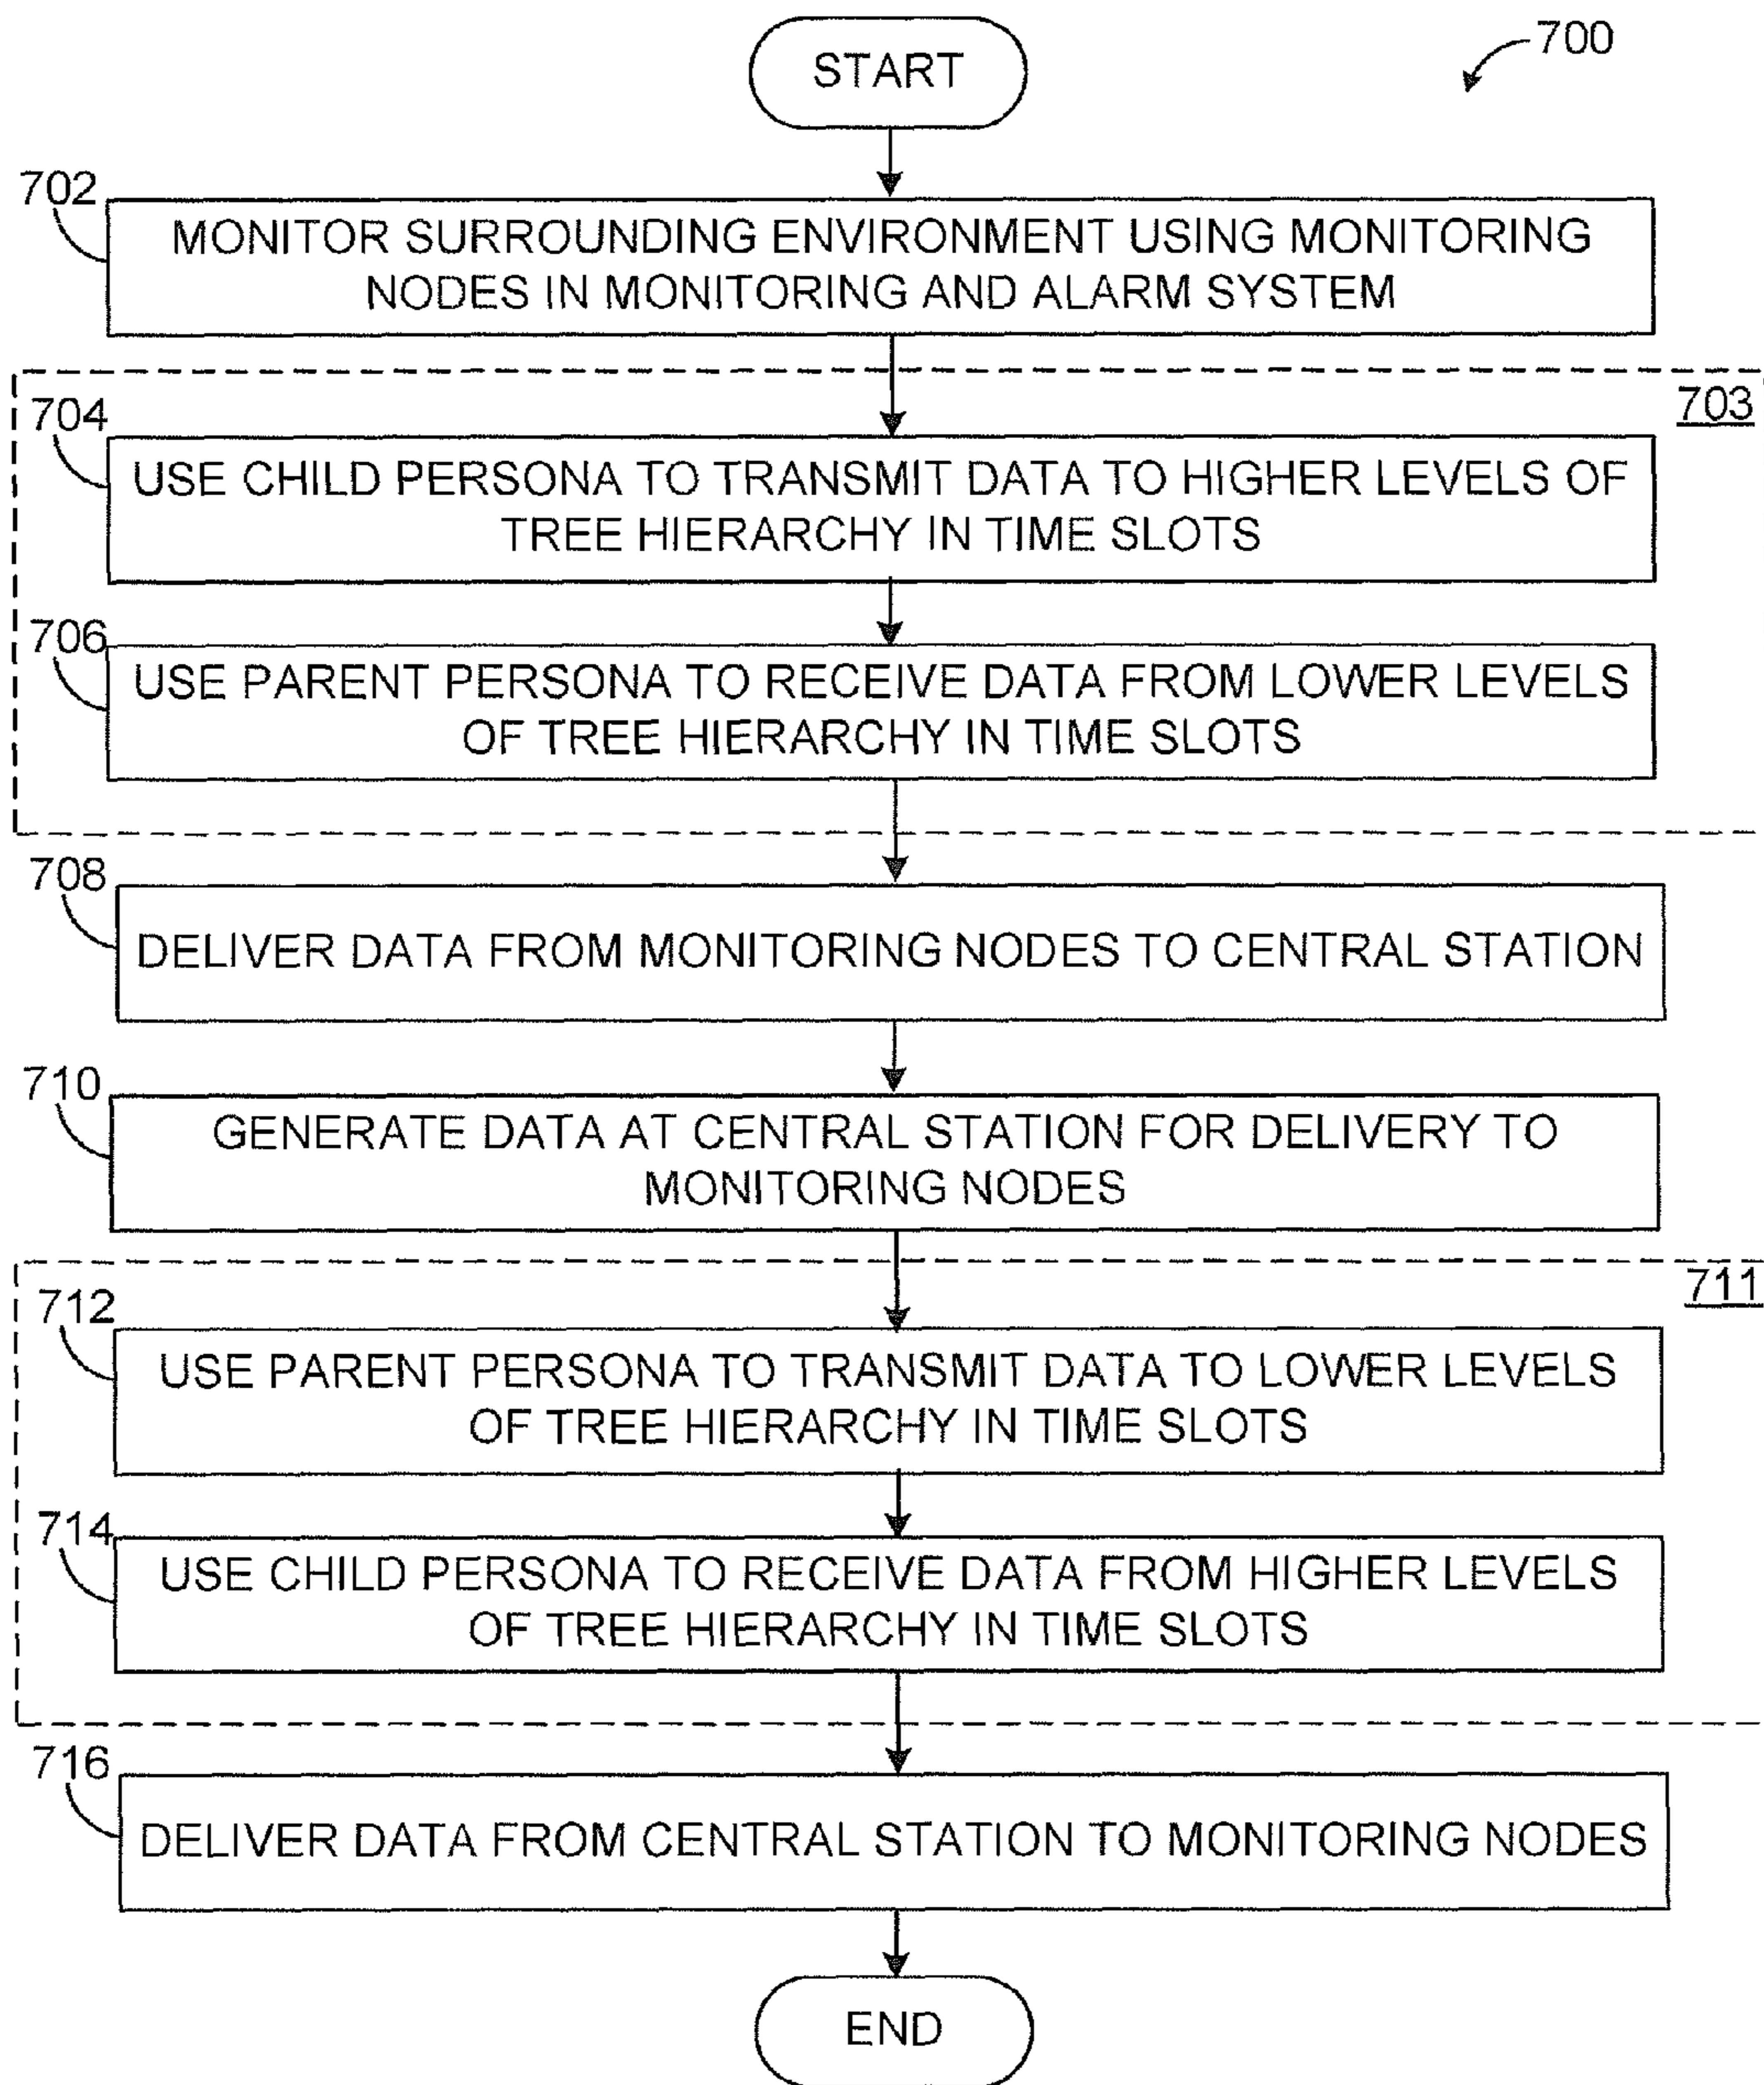 700
START
702
MONITOR SURROUNDING ENVIRONMENT USING MONITORING
NODES IN MONITORING AND ALARM SYSTEM
703
704
USE CHILD PERSONA TO TRANSMIT DATA TO HIGHER LEVELS OF
TREE HIERARCHY IN TIME SLOTS
706
USE PARENT PERSONA TO RECEIVE DATA FROM LOWER LEVELS
OF TREE HIERARCHY IN TIME SLOTS
708
DELIVER DATA FROM MONITORING NODES TO CENTRAL STATION
710
GENERATE DATA AT CENTRAL STATION FOR DELIVERY TO
MONITORING NODES
711
712
USE PARENT PERSONA TO TRANSMIT DATA TO LOWER LEVELS
OF TREE HIERARCHY IN TIME SLOTS
714
USE CHILD PERSONA TO RECEIVE DATA FROM HIGHER LEVELS
OF TREE HIERARCHY IN TIME SLOTS
716
DELIVER DATA FROM CENTRAL STATION TO MONITORING NODES
END